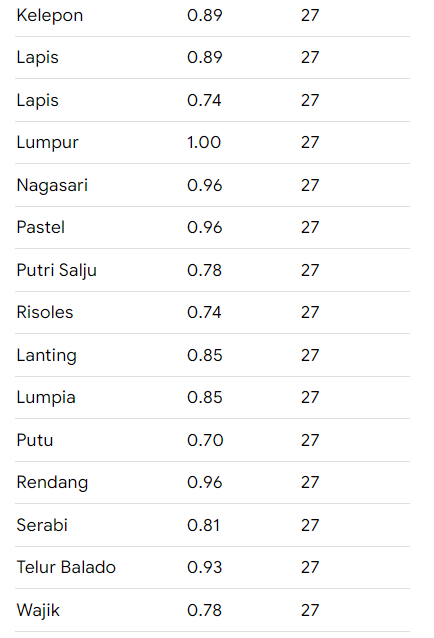 Kelepon 0.89 27
Lapis 0.89 27
Lapis 0.74 27
Lumpur 1.00 27
Nagasari 0.96 27
Pastel 0.96 27
Putri Salju 0.78 27
Risoles 0.74 27
Lanting 0.85 27
Lumpia 0.85 27
Putu 0.70 27
Rendang 0.96 27
Serabi 0.81 27
Telur Balado 0.93 27
Wajik 0.78 27